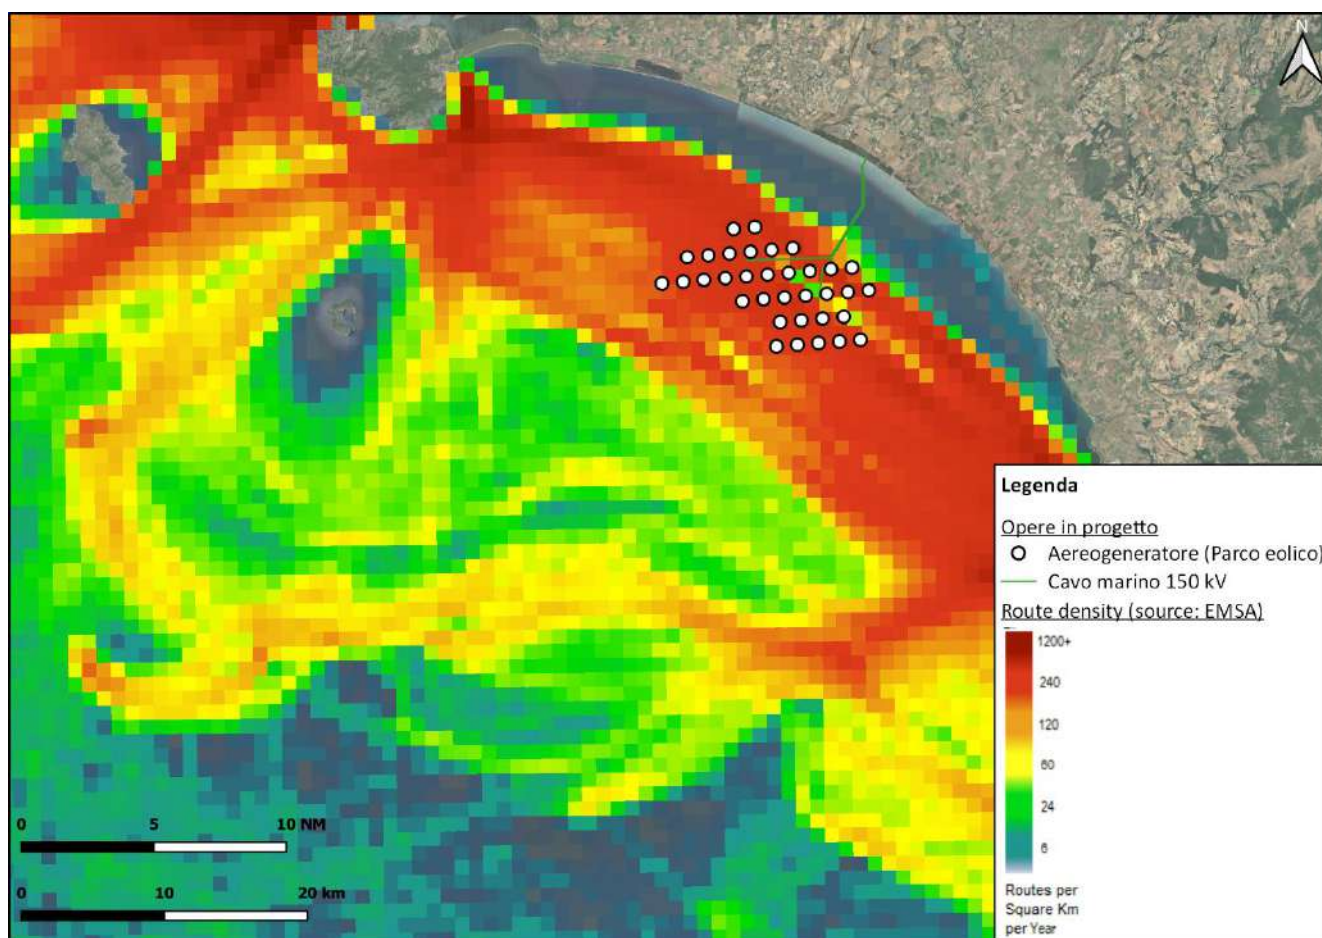 N
Legenda
Opere in progetto
Aereogeneratore (Parco eolico)
Cavo marino 150 kV
Route density (source: EMSA)
1200+
240
120
60
24
6
Routes per
Square Km
per Year
0 5 10 NM
0 10 20 km